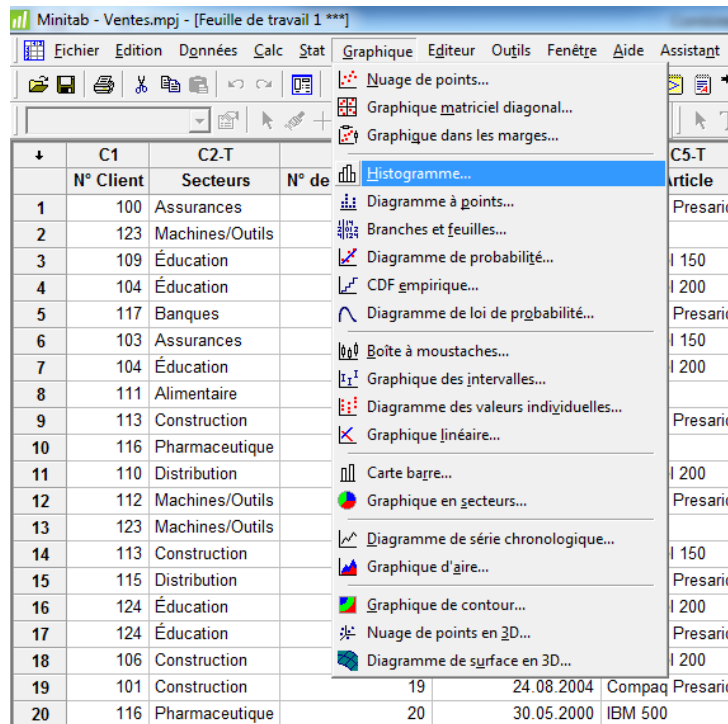 Minitab - Ventes.mpj - [Feuille de travail 1 ***]
Fichier Edition Données Calc Stat Graphique Editeur Outils Fenêtre Aide Assistant
Nuage de points...
Graphique matriciel diagonal...
Graphique dans les marges...
Histogramme...
Diagramme à points...
Branches et feuilles...
Diagramme de probabilité...
CDF empirique...
Diagramme de loi de probabilité...
Boîte à moustaches...
Graphique des intervalles...
Diagramme des valeurs individuelles...
Graphique linéaire...
Carte barre...
Graphique en secteurs...
Diagramme de série chronologique...
Graphique d'aire...
Graphique de contour...
Nuage de points en 3D...
Diagramme de surface en 3D...
C1 C2-T C5-T
N° Client Secteurs N° de Article
1 100 Assurances Presario
2 123 Machines/Outils
3 109 Éducation l 150
4 104 Éducation l 200
5 117 Banques Presario
6 103 Assurances l 150
7 104 Éducation l 200
8 111 Alimentaire
9 113 Construction Presario
10 116 Pharmaceutique
11 110 Distribution l 200
12 112 Machines/Outils Presario
13 123 Machines/Outils
14 113 Construction l 150
15 115 Distribution Presario
16 124 Éducation l 200
17 124 Éducation Presario
18 106 Construction l 200
19 101 Construction 19 24.08.2004 Compaq Presario
20 116 Pharmaceutique 20 30.05.2000 IBM 500